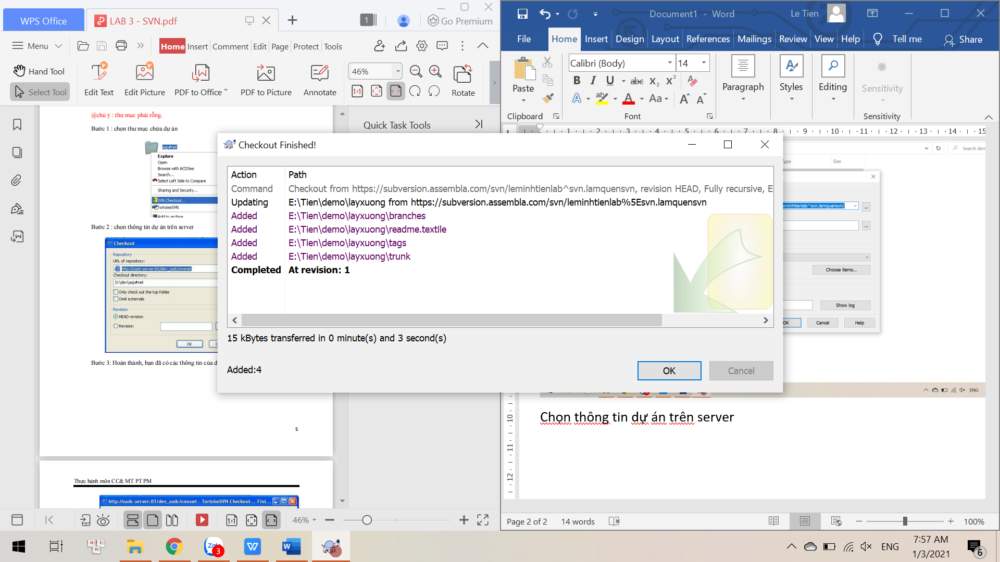 WPS Office
LAB 3 - SVN.pdf
1
Go Premium
Menu
Home Insert Comment Edit Page Protect Tools
Hand Tool
Select Tool
Edit Text
Edit Picture
PDF to Office
PDF to Picture
Annotate
46%
Rotate
@chú ý : thư mục phải rỗng.
Bước 1 : chọn thư mục chứa dự án
asp#net
Explore
Open
Browse with ACDSee
Search...
Select Left Side to Compare
Sharing and Security...
SVN Checkout...
TortoiseSVN
Add to archive
Bước 2 : chọn thông tin dự án trên server
Checkout
Repository
URL of repository:
http://sadc-server:81/dev_sadc/cmsnet
Checkout directory:
D:\dev\asp#net
Only check out the top folder
Omit externals
Revision
HEAD revision
Revision
OK
Bước 3: Hoàn thành, bạn đã có các thông tin của
5
Thực hành môn CC& MT PT PM
http://sadc-server:81/dev_sadc/cmsnet - TortoiseSVN Checkout... Fini...
Quick Task Tools
46%
Document1 - Word
Le Tien
File Home Insert Design Layout References Mailings Review View Help Tell me Share
Paste
Calibri (Body) 14
Paragraph
Styles
Editing
Sensitivity
Clipboard
Font
Sensitivity
1 2 3 4 5 6 7 8 9 10 11 12 13 14 15
Search dem
Size
eminhtienlab^svn.lamquensvn/
Choose items...
Show log
OK
Cancel
Help
ENG
Chọn thông tin dự án trên server
10
11
12
Page 2 of 2
14 words
100%
Checkout Finished!
Action Path
Command Checkout from https://subversion.assembla.com/svn/leminhtienlab^svn.lamquensvn, revision HEAD, Fully recursive, E
Updating E:\Tien\demo\layxuong from https://subversion.assembla.com/svn/leminhtienlab%5Esvn.lamquensvn
Added E:\Tien\demo\layxuong\branches
Added E:\Tien\demo\layxuong\readme.textile
Added E:\Tien\demo\layxuong\tags
Added E:\Tien\demo\layxuong\trunk
Completed At revision: 1
15 kBytes transferred in 0 minute(s) and 3 second(s)
Added:4
OK
Cancel
3
ENG
7:57 AM
1/3/2021
6